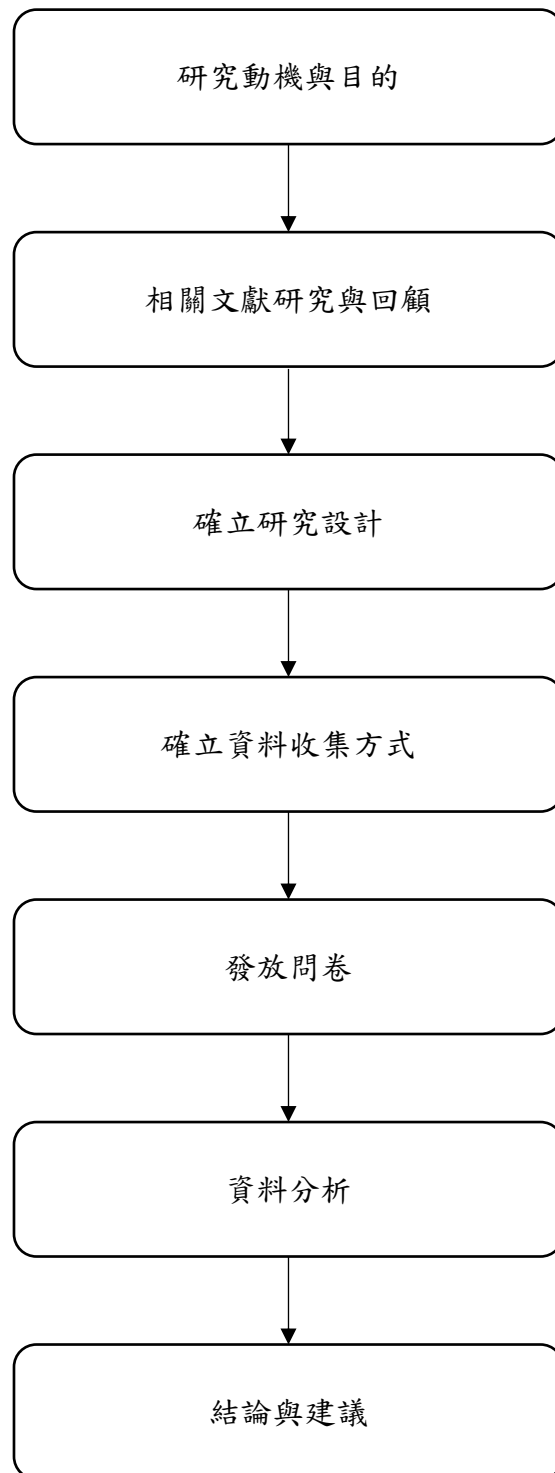 研究動機與目的
相關文獻研究與回顧
確立研究設計
確立資料收集方式
發放問卷
資料分析
結論與建議